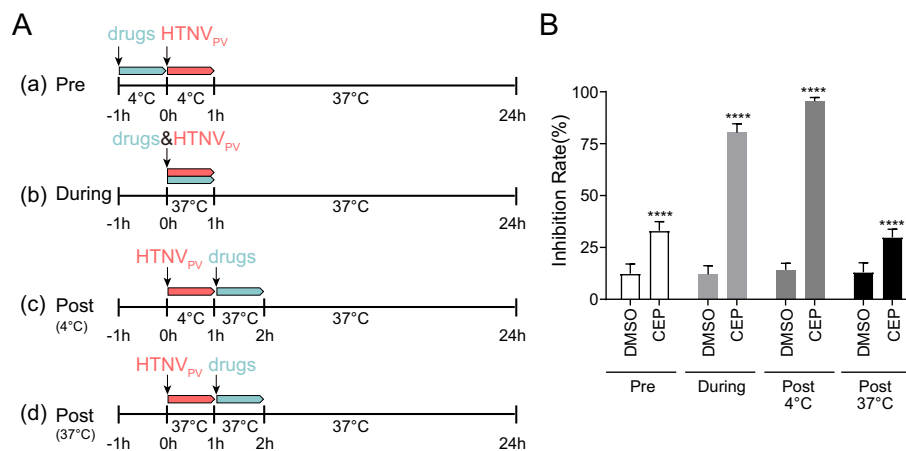 A
drugs HTNVPV
(a) Pre
4°C 4°C 37°C
-1h 0h 1h 24h
drugs&HTNVPV
(b) During
37°C 37°C
-1h 0h 1h 24h
HTNVPV drugs
(c) Post
(4°C)
4°C 37°C 37°C
-1h 0h 1h 2h 24h
HTNVPV drugs
(d) Post
(37°C)
37°C 37°C 37°C
-1h 0h 1h 2h 24h
B
Inhibition Rate(%)
100
75
50
25
0
**** **** **** ****
DMSO CEP DMSO CEP DMSO CEP DMSO CEP
Pre During Post Post
4°C 37°C